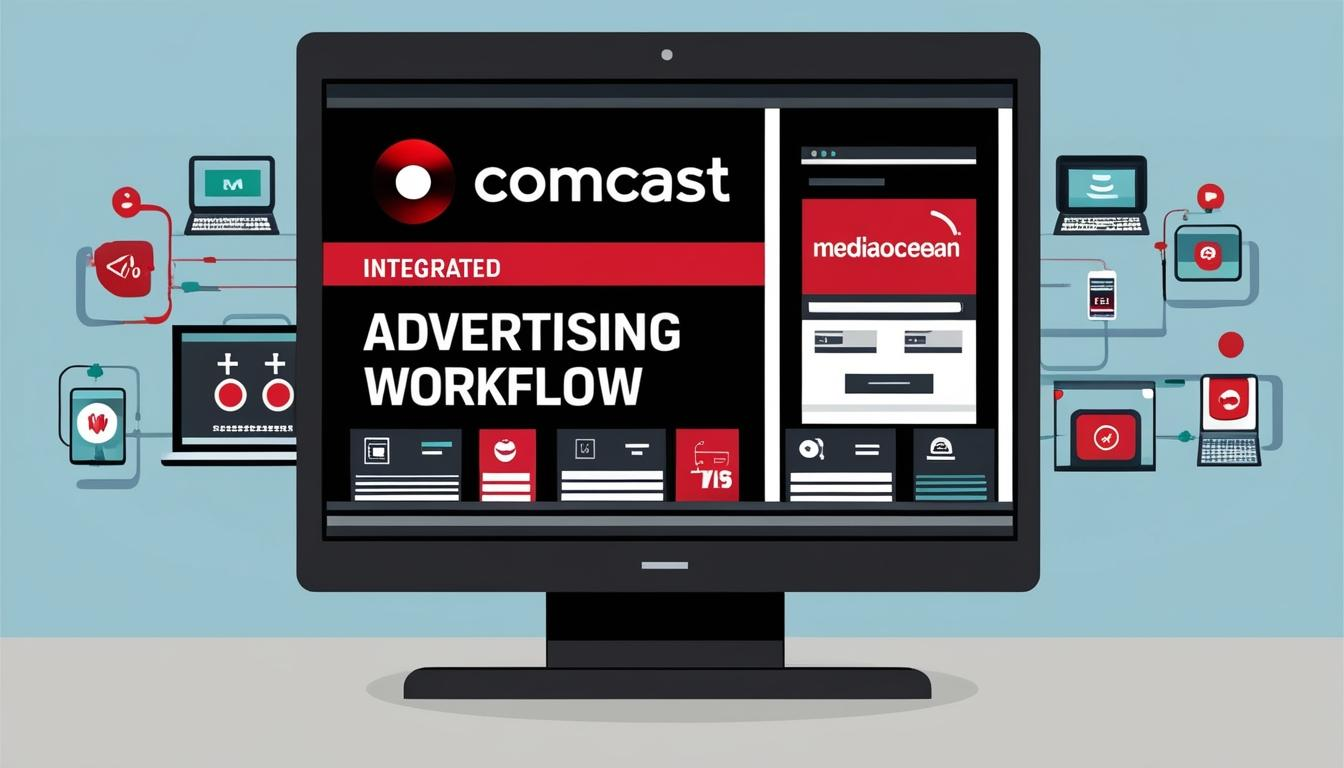 comcast
INTEGRATED
ADVERTISING
WORKFLOW
mediaocean